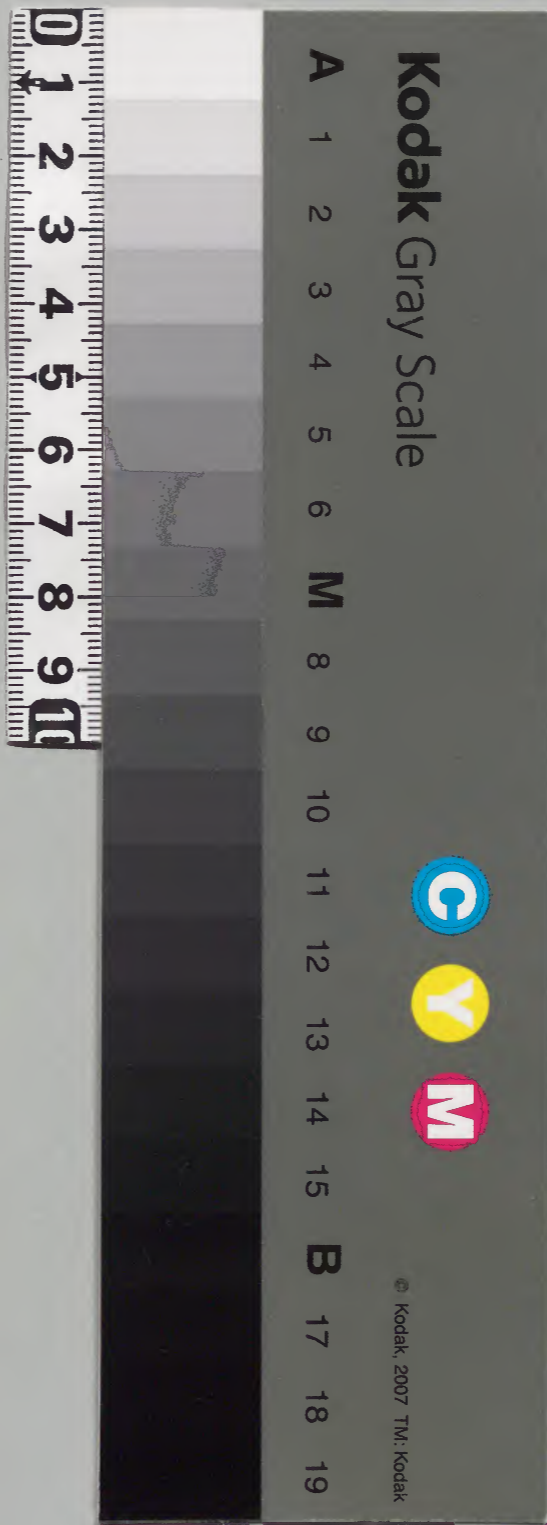 Kodak Gray Scale
C Y M
© Kodak, 2007 TM: Kodak
A 1 2 3 4 5 6 M 8 9 10 11 12 13 14 15 B 17 18 19
0 1 2 3 4 5 6 7 8 9 10